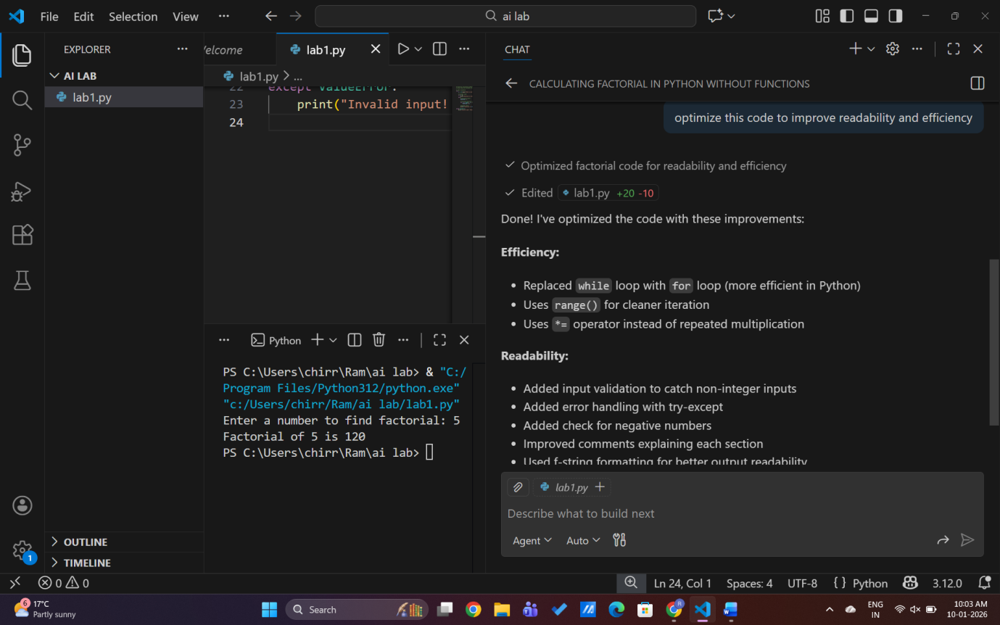 File Edit Selection View ··· ai lab
EXPLORER ···
AI LAB
lab1.py
OUTLINE
TIMELINE
Welcome lab1.py ···
lab1.py > ...
22 except ValueError:
23 print("Invalid input!
24
··· Python ···
PS C:\Users\chirr\Ram\ai lab> & "C:/
Program Files/Python312/python.exe"
"c:/Users/chirr/Ram/ai lab/lab1.py"
Enter a number to find factorial: 5
Factorial of 5 is 120
PS C:\Users\chirr\Ram\ai lab>
CHAT ···
CALCULATING FACTORIAL IN PYTHON WITHOUT FUNCTIONS
optimize this code to improve readability and efficiency
Optimized factorial code for readability and efficiency
Edited lab1.py +20 -10
Done! I've optimized the code with these improvements:
Efficiency:
• Replaced while loop with for loop (more efficient in Python)
• Uses range() for cleaner iteration
• Uses *= operator instead of repeated multiplication
Readability:
• Added input validation to catch non-integer inputs
• Added error handling with try-except
• Added check for negative numbers
• Improved comments explaining each section
• Used f-string formatting for better output readability
lab1.py
Describe what to build next
Agent Auto
1
0 0
Ln 24, Col 1 Spaces: 4 UTF-8 { } Python 3.12.0
6
17°C
Partly sunny
Search
ENG
IN
10:03 AM
10-01-2026